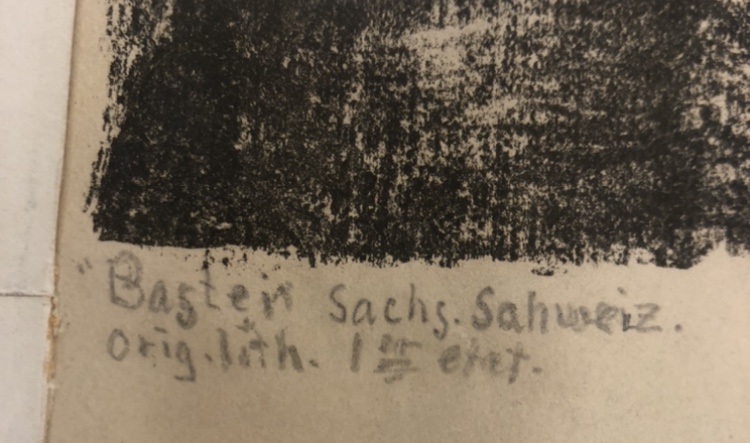 "Bastei Sachs. Sahweiz.
orig. lith. 1er etat.